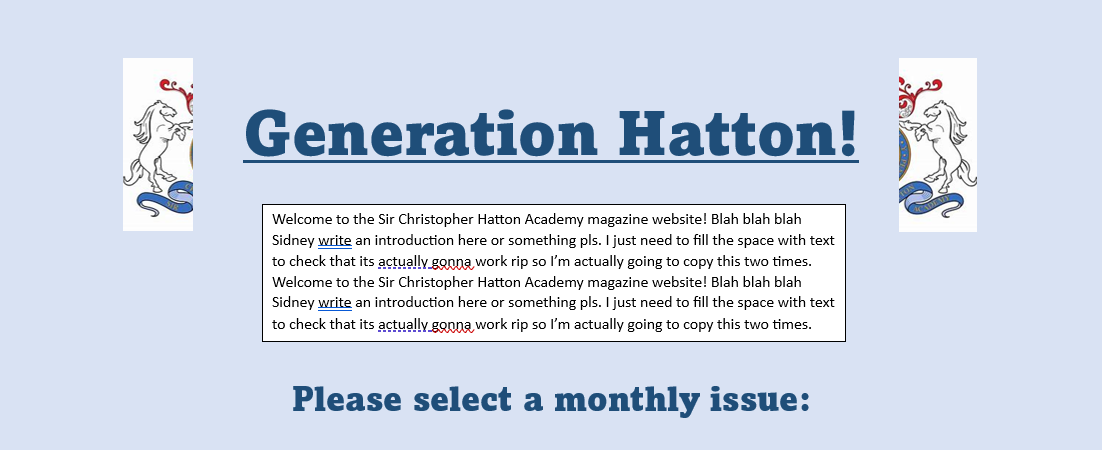 Generation Hatton!
Welcome to the Sir Christopher Hatton Academy magazine website! Blah blah blah
Sidney write an introduction here or something pls. I just need to fill the space with text
to check that its actually gonna work rip so I’m actually going to copy this two times.
Welcome to the Sir Christopher Hatton Academy magazine website! Blah blah blah
Sidney write an introduction here or something pls. I just need to fill the space with text
to check that its actually gonna work rip so I’m actually going to copy this two times.
Please select a monthly issue: